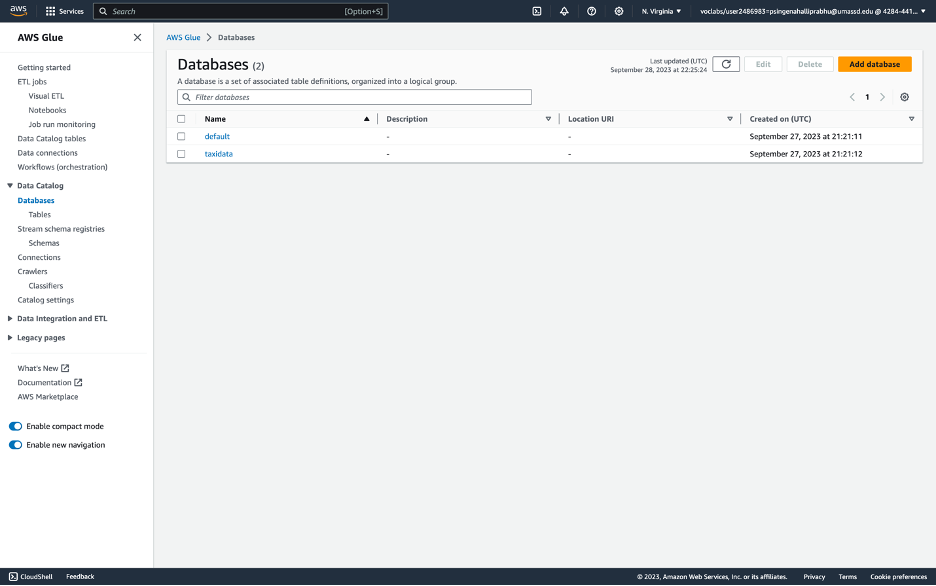 aws
Services
Search [Option+S]
N. Virginia
voclabs/user2486983=psingenahalliprabhu@umassd.edu @ 4284-441...
AWS Glue
Getting started
ETL jobs
Visual ETL
Notebooks
Job run monitoring
Data Catalog tables
Data connections
Workflows (orchestration)
Data Catalog
Databases
Tables
Stream schema registries
Schemas
Connections
Crawlers
Classifiers
Catalog settings
Data Integration and ETL
Legacy pages
What's New
Documentation
AWS Marketplace
Enable compact mode
Enable new navigation
AWS Glue > Databases
Databases (2)
A database is a set of associated table definitions, organized into a logical group.
Last updated (UTC)
September 28, 2023 at 22:25:24
Edit
Delete
Add database
Filter databases
1
Name Description Location URI Created on (UTC)
default - - September 27, 2023 at 21:21:11
taxidata - - September 27, 2023 at 21:21:12
CloudShell Feedback
© 2023, Amazon Web Services, Inc. or its affiliates. Privacy Terms Cookie preferences